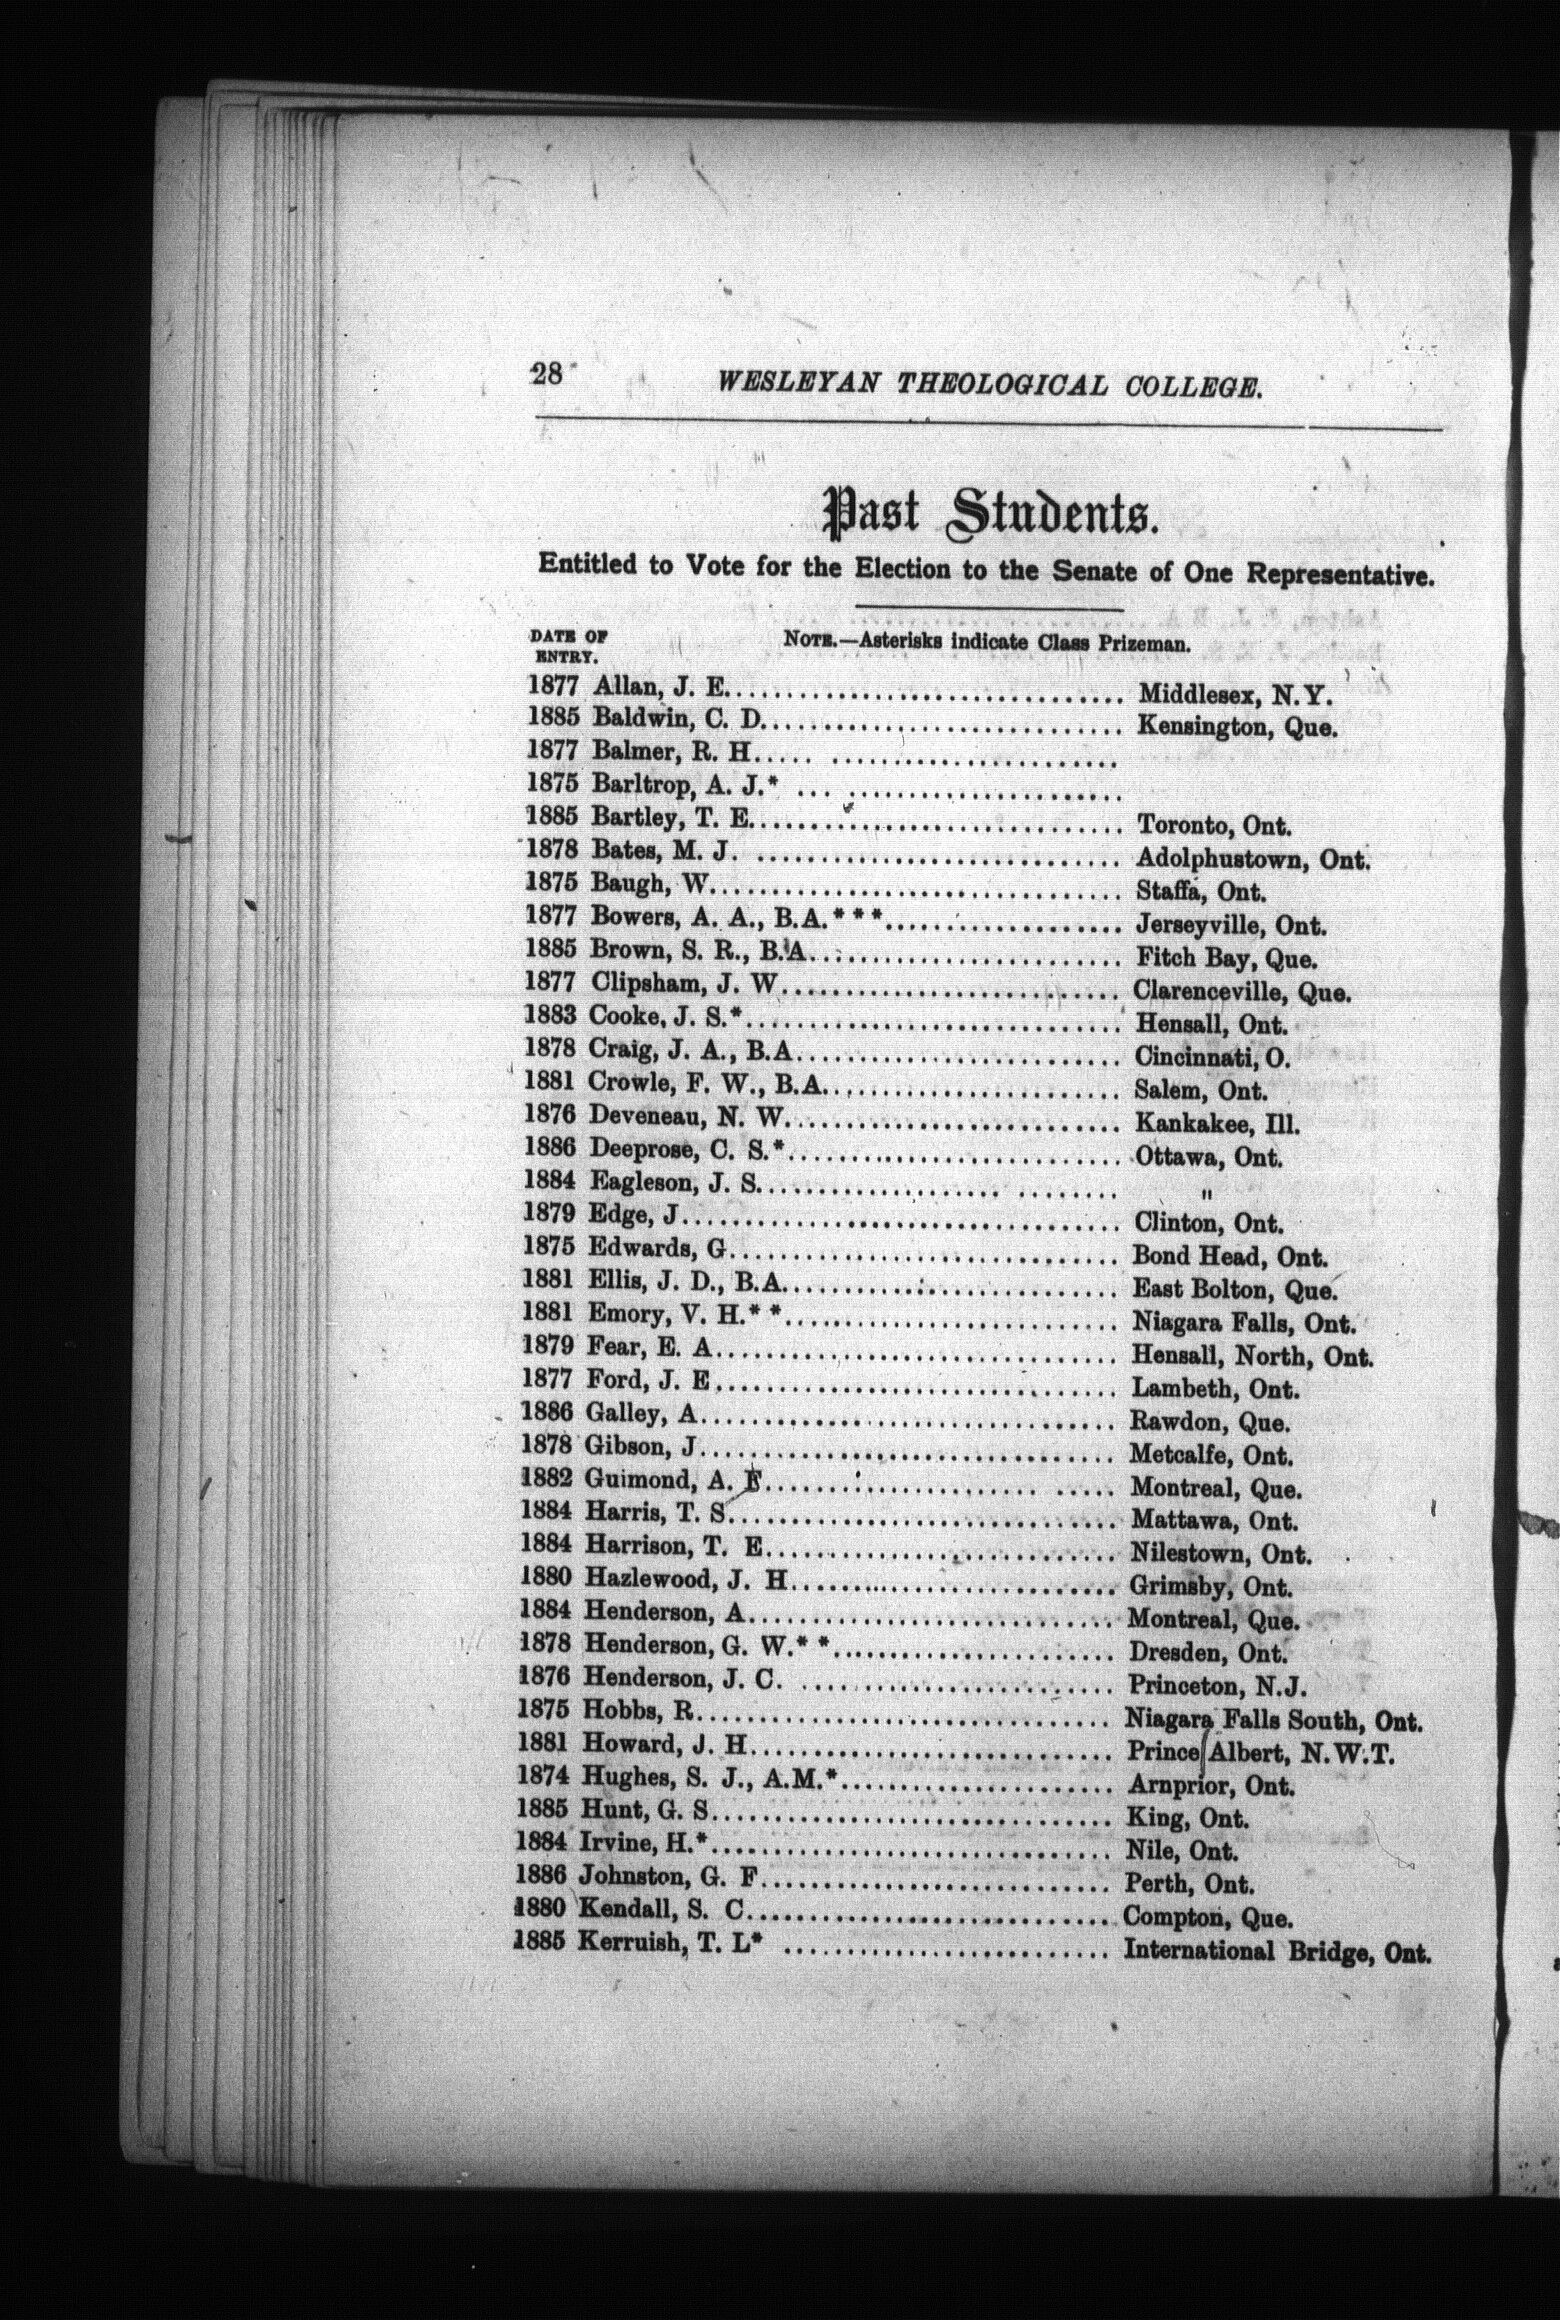 28 WESLEYAN THEOLOGICAL COLLEGE.
Past Students.
Entitled to Vote for the Election to the Senate of One Representative.
DATE OF ENTRY. NOTE.—Asterisks indicate Class Prizeman.
1877 Allan, J. E. Middlesex, N.Y.
1885 Baldwin, C. D. Kensington, Que.
1877 Balmer, R. H.
1875 Barltrop, A. J.*
1885 Bartley, T. E. Toronto, Ont.
1878 Bates, M. J. Adolphustown, Ont.
1875 Baugh, W. Staffa, Ont.
1877 Bowers, A. A., B.A.*** Jerseyville, Ont.
1885 Brown, S. R., B.A. Fitch Bay, Que.
1877 Clipsham, J. W. Clarenceville, Que.
1883 Cooke, J. S.* Hensall, Ont.
1878 Craig, J. A., B.A. Cincinnati, O.
1881 Crowle, F. W., B.A. Salem, Ont.
1876 Deveneau, N. W. Kankakee, Ill.
1886 Deeprose, C. S.* Ottawa, Ont.
1884 Eagleson, J. S. "
1879 Edge, J. Clinton, Ont.
1875 Edwards, G. Bond Head, Ont.
1881 Ellis, J. D., B.A. East Bolton, Que.
1881 Emory, V. H.** Niagara Falls, Ont.
1879 Fear, E. A. Hensall, North, Ont.
1877 Ford, J. E. Lambeth, Ont.
1886 Galley, A. Rawdon, Que.
1878 Gibson, J. Metcalfe, Ont.
1882 Guimond, A. F. Montreal, Que.
1884 Harris, T. S. Mattawa, Ont.
1884 Harrison, T. E. Nilestown, Ont.
1880 Hazlewood, J. H. Grimsby, Ont.
1884 Henderson, A. Montreal, Que.
1878 Henderson, G. W.** Dresden, Ont.
1876 Henderson, J. C. Princeton, N.J.
1875 Hobbs, R. Niagara Falls South, Ont.
1881 Howard, J. H. Prince Albert, N.W.T.
1874 Hughes, S. J., A.M.* Arnprior, Ont.
1885 Hunt, G. S. King, Ont.
1884 Irvine, H.* Nile, Ont.
1886 Johnston, G. F. Perth, Ont.
1880 Kendall, S. C. Compton, Que.
1885 Kerruish, T. L* International Bridge, Ont.